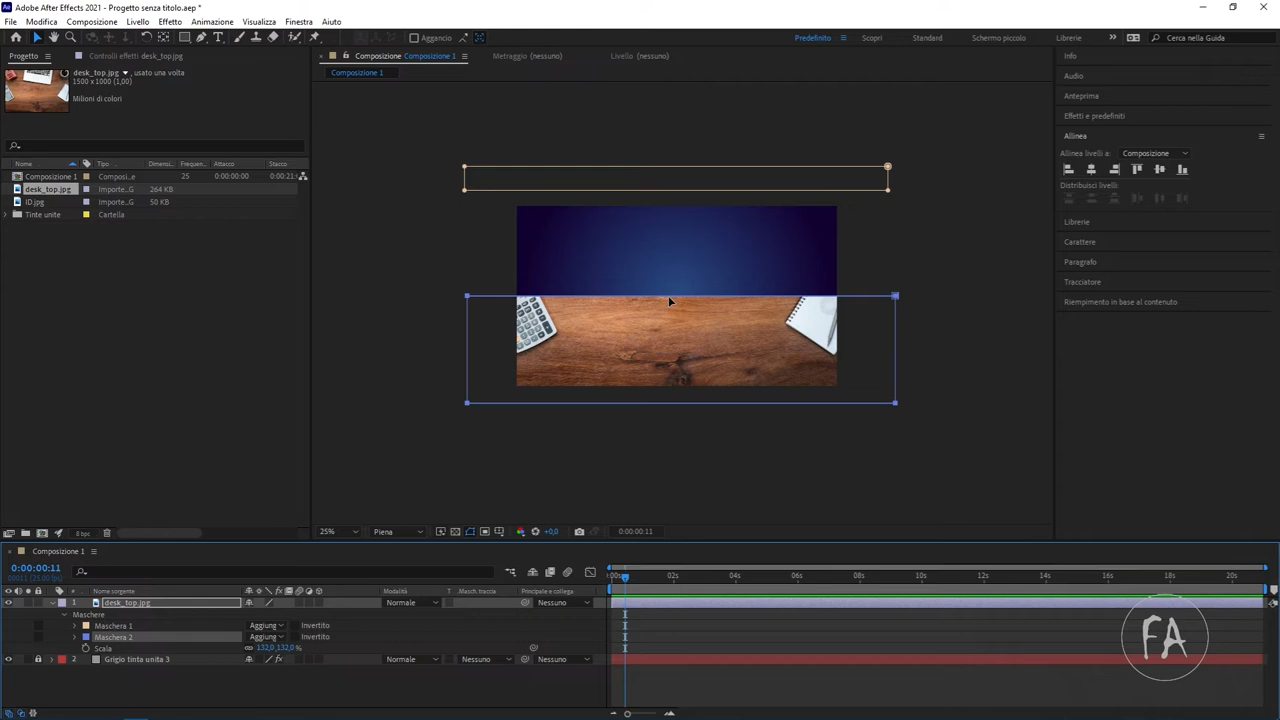 Adobe After Effects 2021 - Progetto senza titolo.aep *
File Modifica Composizione Livello Effetto Animazione Visualizza Finestra Aiuto
Aggancio Predefinito Scopri Standard Schermo piccolo Librerie Cerca nella Guida
Progetto Controlli effetti desk_top.jpg Composizione Composizione 1 Metraggio (nessuno) Livello (nessuno)
Composizione 1
desk_top.jpg , usato una volta
1500 x 1000 (1,00)
Milioni di colori
Nome Tipo Dimensi.. Frequen.. Attacco Stacco
Composizione 1 Composi...e 25 0:00:00:00
desk_top.jpg Importe...G 264 KB
ID.jpg Importe...G 50 KB
Tinte unite Cartella
Info
Audio
Anteprima
Effetti e predefiniti
Allinea
Allinea livelli a: Composizione
Distribuisci livelli:
Librerie
Carattere
Paragrafo
Tracciatore
Riempimento in base al contenuto
8 bpc
25% Piena +0,0 0:00:00:11
Composizione 1
0:00:00:11
00011 (25.00 fps)
# Nome sorgente Modalità T Masch. traccia Principale e collega
02s 04s 06s 08s 10s 12s 14s 16s 18s 20s
1 desk_top.jpg Normale Nessuno
Maschere
Maschera 1 Aggiung Invertito
Maschera 2 Aggiung Invertito
Scala 132,0,132,0 %
2 Grigio tinta unita 3 Normale Nessuno Nessuno
FA